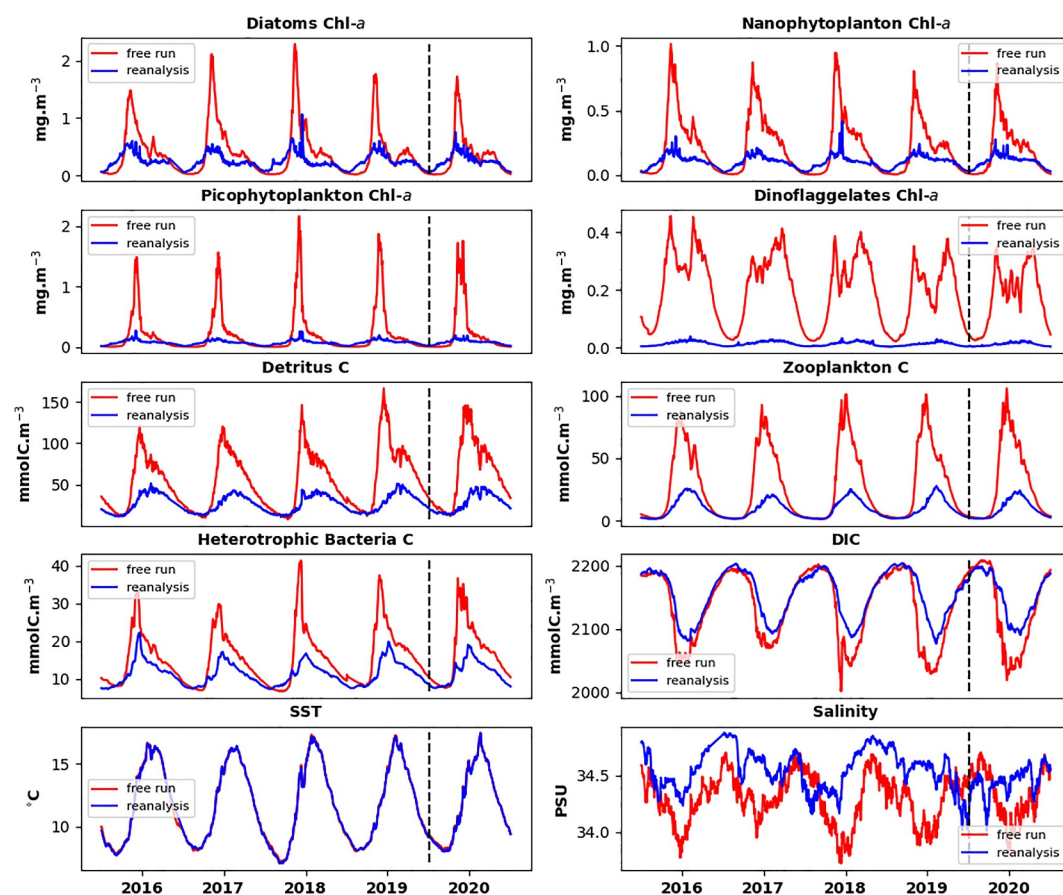 Diatoms Chl-a
Nanophytoplanton Chl-a
mg.m⁻³
2
1
0
free run
reanalysis
mg.m⁻³
1.0
0.5
0.0
free run
reanalysis
Picophytoplankton Chl-a
Dinoflaggelates Chl-a
mg.m⁻³
2
1
0
free run
reanalysis
mg.m⁻³
0.4
0.2
0.0
free run
reanalysis
Detritus C
Zooplankton C
mmolC.m⁻³
150
100
50
free run
reanalysis
mmolC.m⁻³
100
50
0
free run
reanalysis
Heterotrophic Bacteria C
DIC
mmolC.m⁻³
40
30
20
10
free run
reanalysis
mmolC.m⁻³
2200
2100
2000
free run
reanalysis
SST
Salinity
°C
15
10
free run
reanalysis
PSU
34.5
34.0
free run
reanalysis
2016 2017 2018 2019 2020
2016 2017 2018 2019 2020